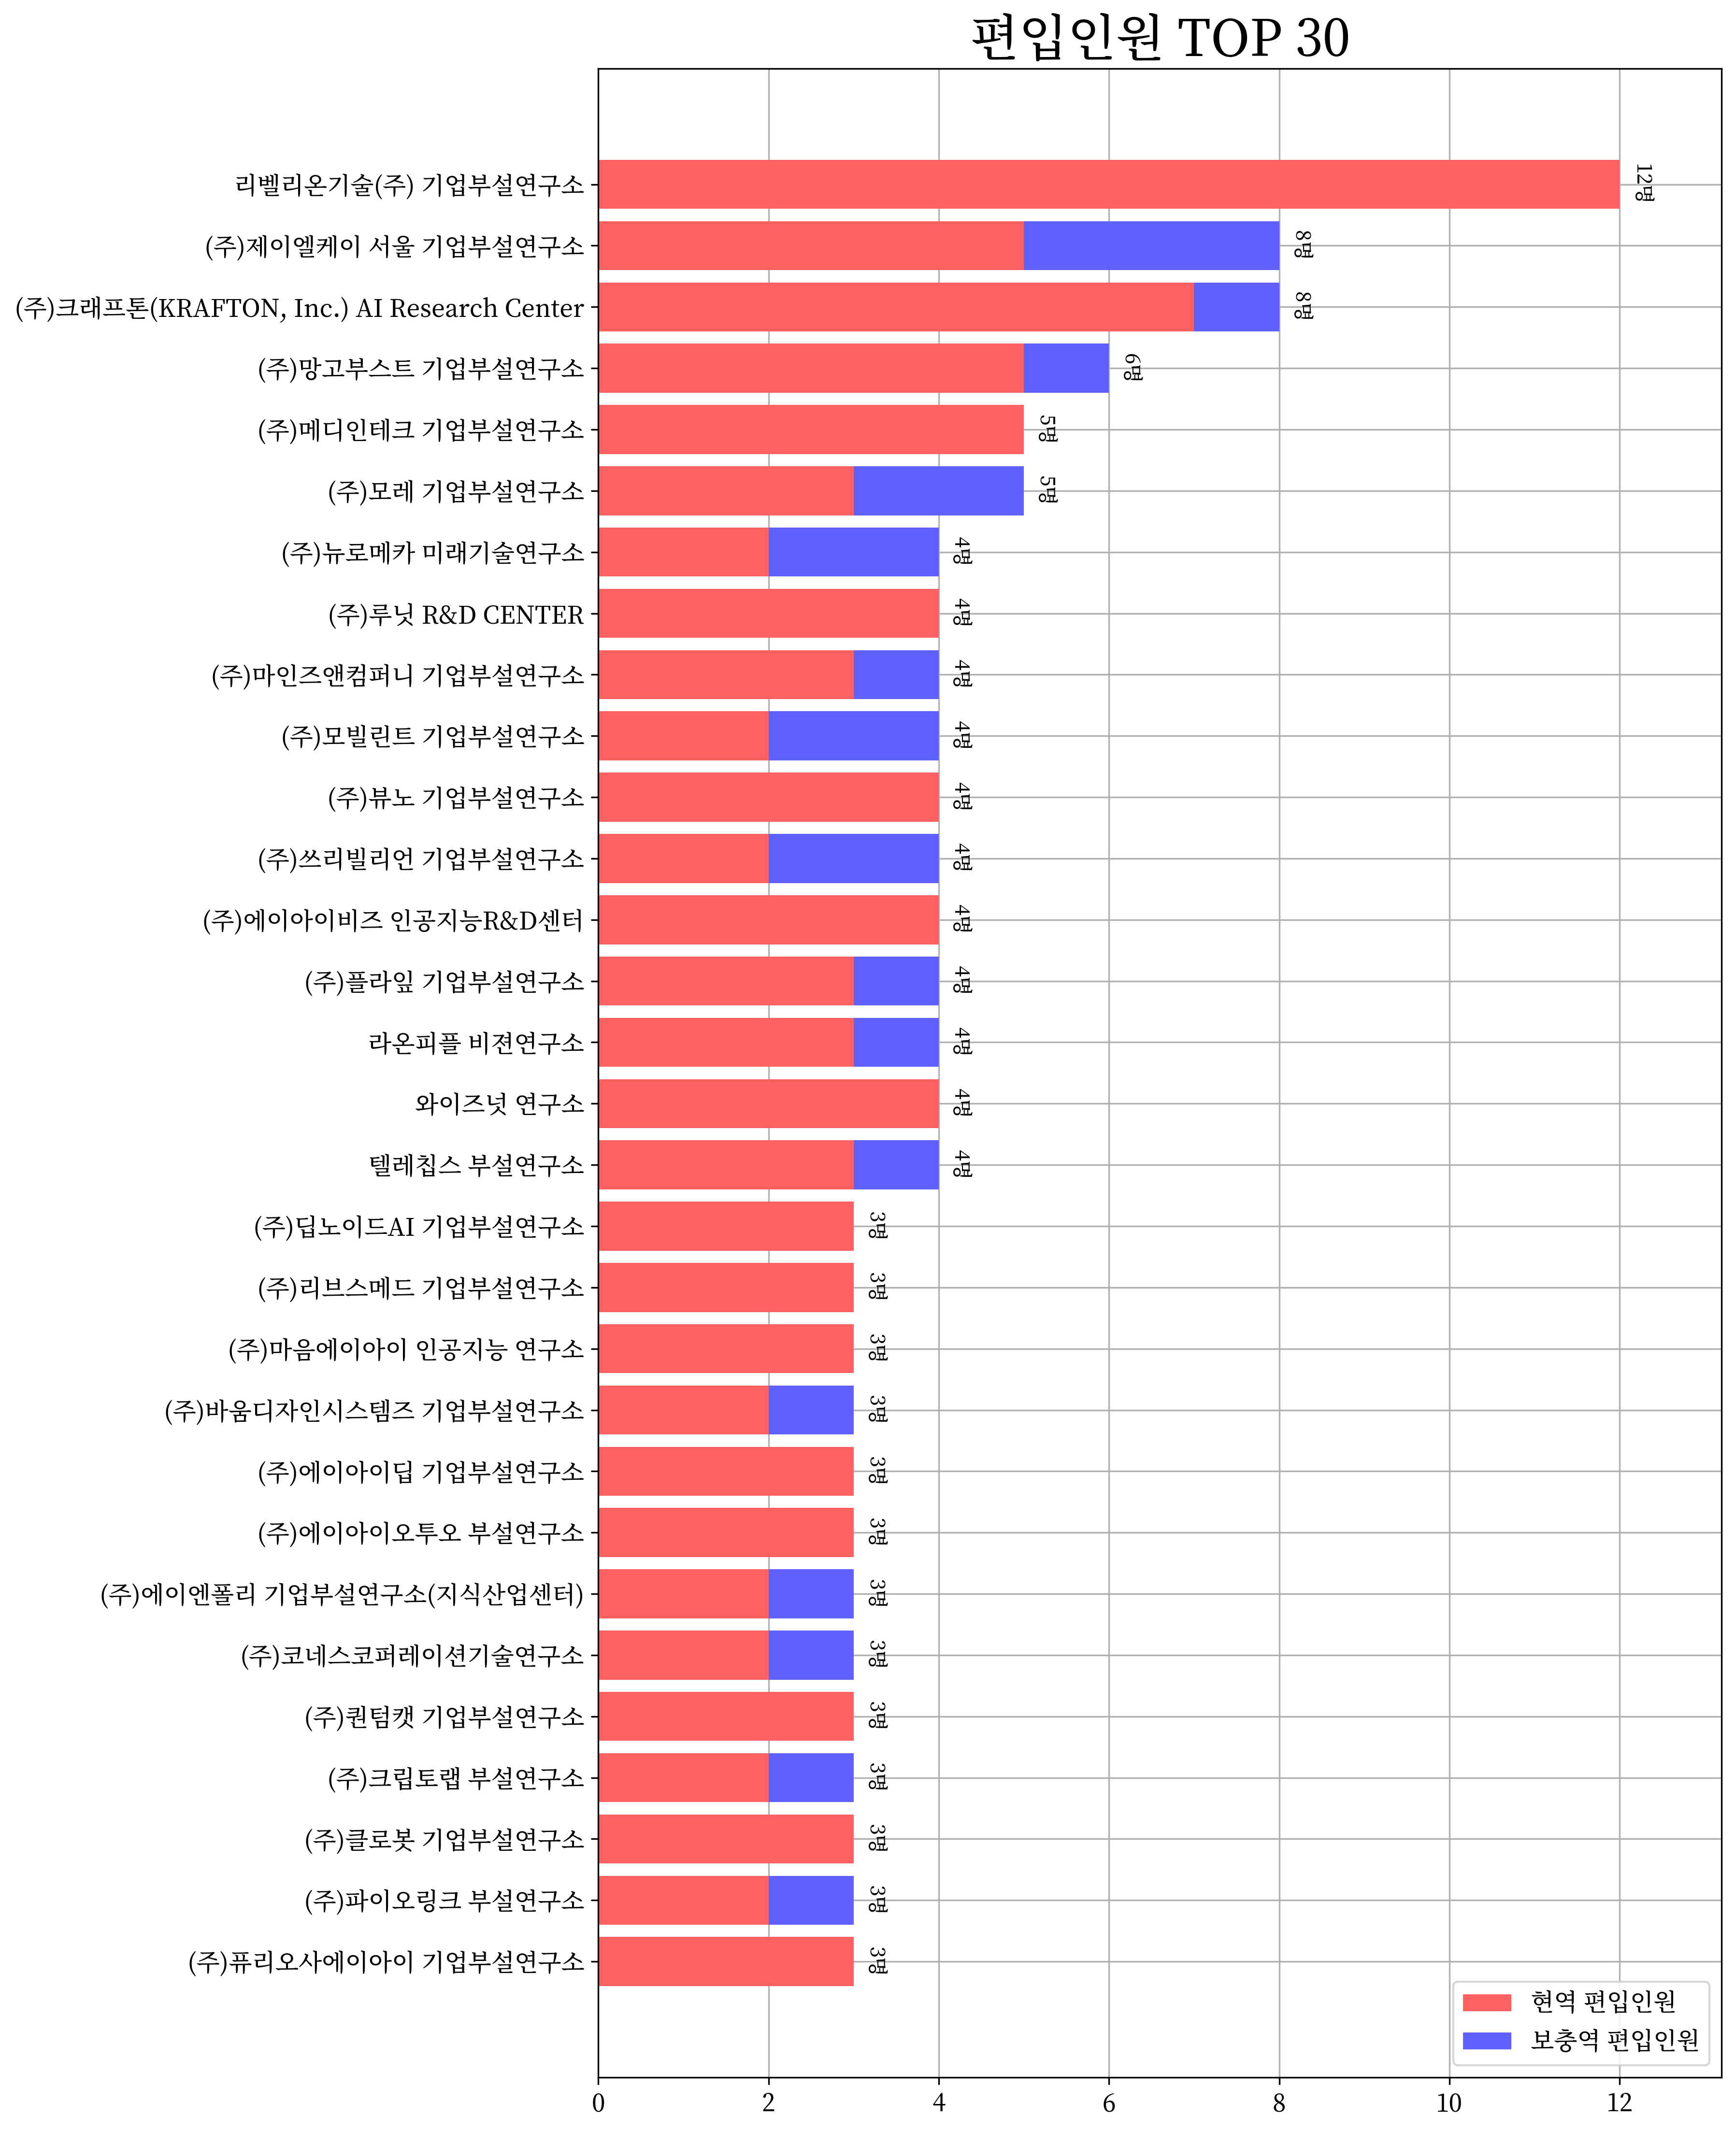 편입인원 TOP 30
리벨리온기술(주) 기업부설연구소
12명
(주)제이엘케이 서울 기업부설연구소
8명
(주)크래프톤(KRAFTON, Inc.) AI Research Center
8명
(주)망고부스트 기업부설연구소
6명
(주)메디인테크 기업부설연구소
5명
(주)모레 기업부설연구소
5명
(주)뉴로메카 미래기술연구소
4명
(주)루닛 R&D CENTER
4명
(주)마인즈앤컴퍼니 기업부설연구소
4명
(주)모빌린트 기업부설연구소
4명
(주)뷰노 기업부설연구소
4명
(주)쓰리빌리언 기업부설연구소
4명
(주)에이아이비즈 인공지능R&D센터
4명
(주)플라잎 기업부설연구소
4명
라온피플 비젼연구소
4명
와이즈넛 연구소
4명
텔레칩스 부설연구소
4명
(주)딥노이드AI 기업부설연구소
3명
(주)리브스메드 기업부설연구소
3명
(주)마음에이아이 인공지능 연구소
3명
(주)바움디자인시스템즈 기업부설연구소
3명
(주)에이아이딥 기업부설연구소
3명
(주)에이아이오투오 부설연구소
3명
(주)에이엔폴리 기업부설연구소(지식산업센터)
3명
(주)코네스코퍼레이션기술연구소
3명
(주)퀀텀캣 기업부설연구소
3명
(주)크립토랩 부설연구소
3명
(주)클로봇 기업부설연구소
3명
(주)파이오링크 부설연구소
3명
(주)퓨리오사에이아이 기업부설연구소
3명
현역 편입인원
보충역 편입인원
0 2 4 6 8 10 12